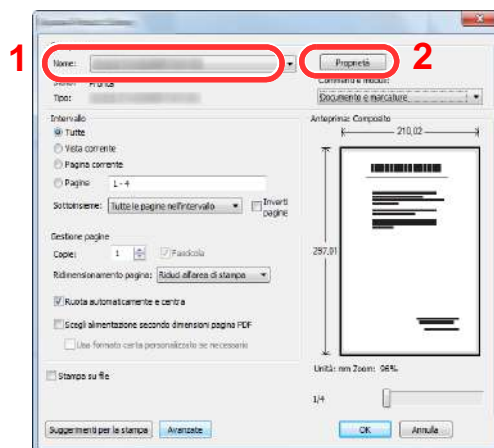 1
2
Nome:
Proprietà
Stato: Pronta
Commenti e moduli:
Tipo:
Documento e marcature
Intervallo
Tutte
Vista corrente
Pagina corrente
Pagine 1 - 4
Sottoinsieme: Tutte le pagine nell'intervallo
Inverti pagine
Gestione pagine
Copie: 1 Fascicola
Ridimensionamento pagina: Riduci all'area di stampa
Ruota automaticamente e centra
Scegli alimentazione secondo dimensioni pagina PDF
Usa formato carta personalizzato se necessario
Stampa su file
Anteprima: Composito
210,02
297,01
Unità: mm Zoom: 96%
1/4
Suggerimenti per la stampa
Avanzate
OK
Annulla